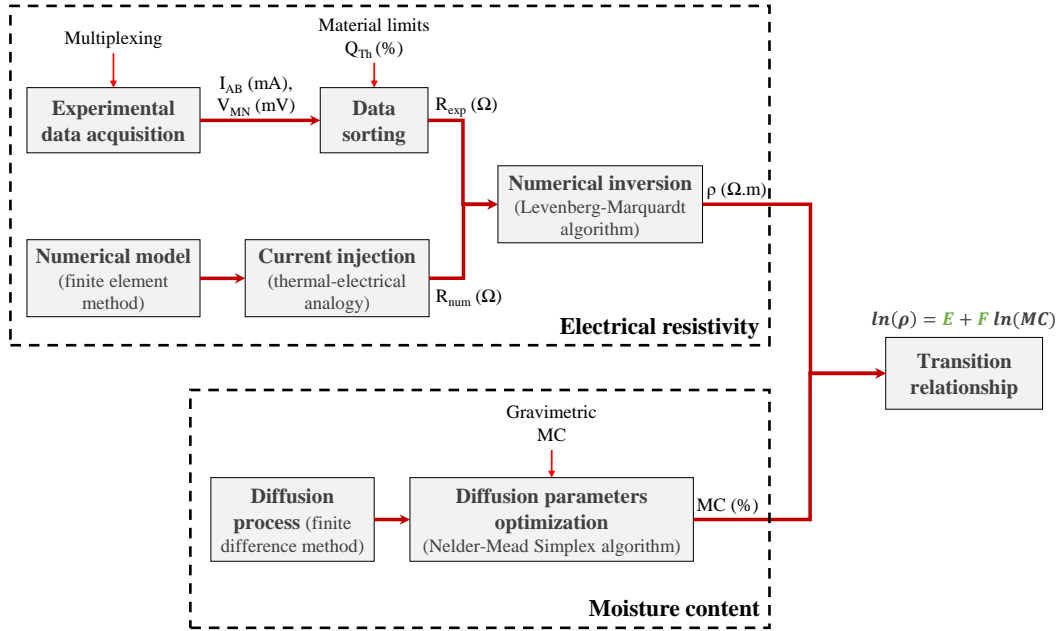 Multiplexing
Material limits
Q_Th (%)
Experimental
data acquisition
I_AB (mA),
V_MN (mV)
Data
sorting
R_exp (Ω)
Numerical inversion
(Levenberg-Marquardt
algorithm)
ρ (Ω.m)
Numerical model
(finite element
method)
Current injection
(thermal-electrical
analogy)
R_num (Ω)
Electrical resistivity
ln(ρ) = E + F ln(MC)
Transition
relationship
Gravimetric
MC
Diffusion
process (finite
difference method)
Diffusion parameters
optimization
(Nelder-Mead Simplex algorithm)
MC (%)
Moisture content